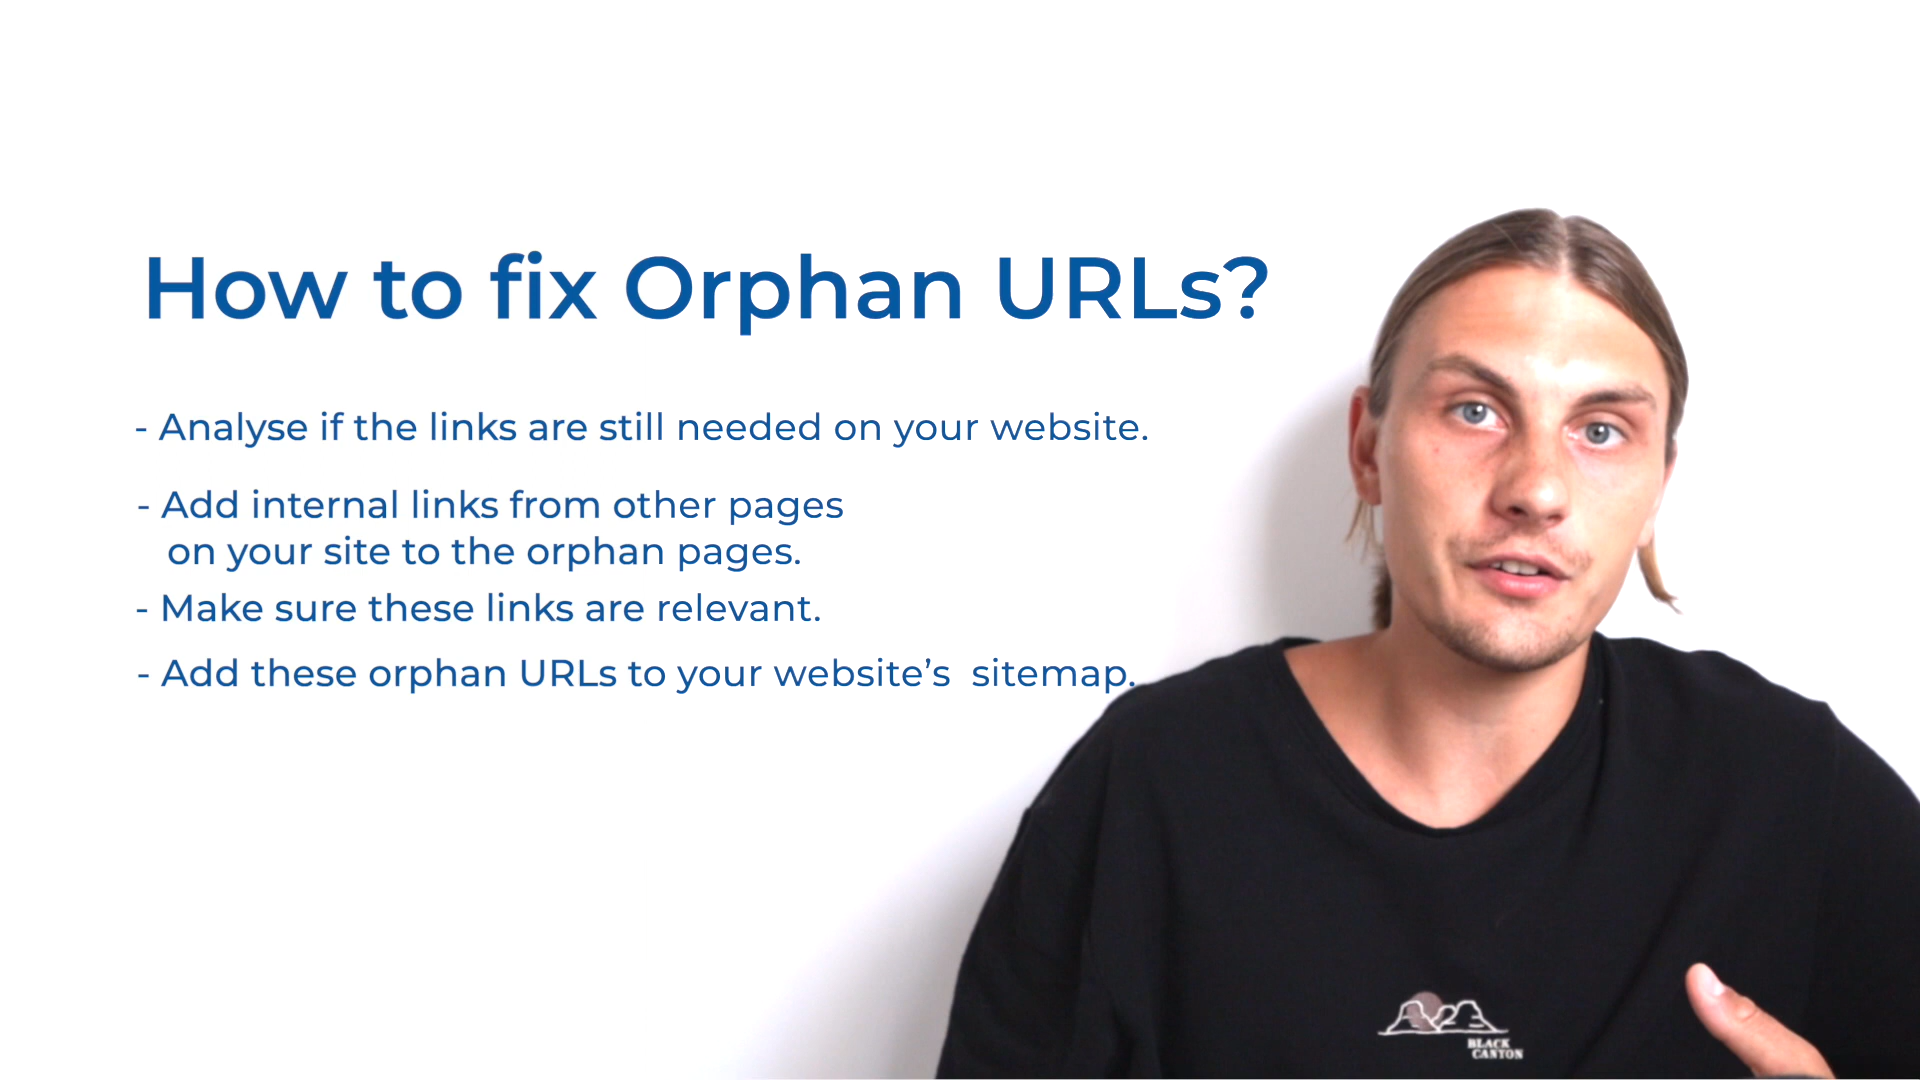 How to fix Orphan URLs?
- Analyse if the links are still needed on your website.
- Add internal links from other pages
on your site to the orphan pages.
- Make sure these links are relevant.
- Add these orphan URLs to your website’s sitemap.
BLACK
CANYON